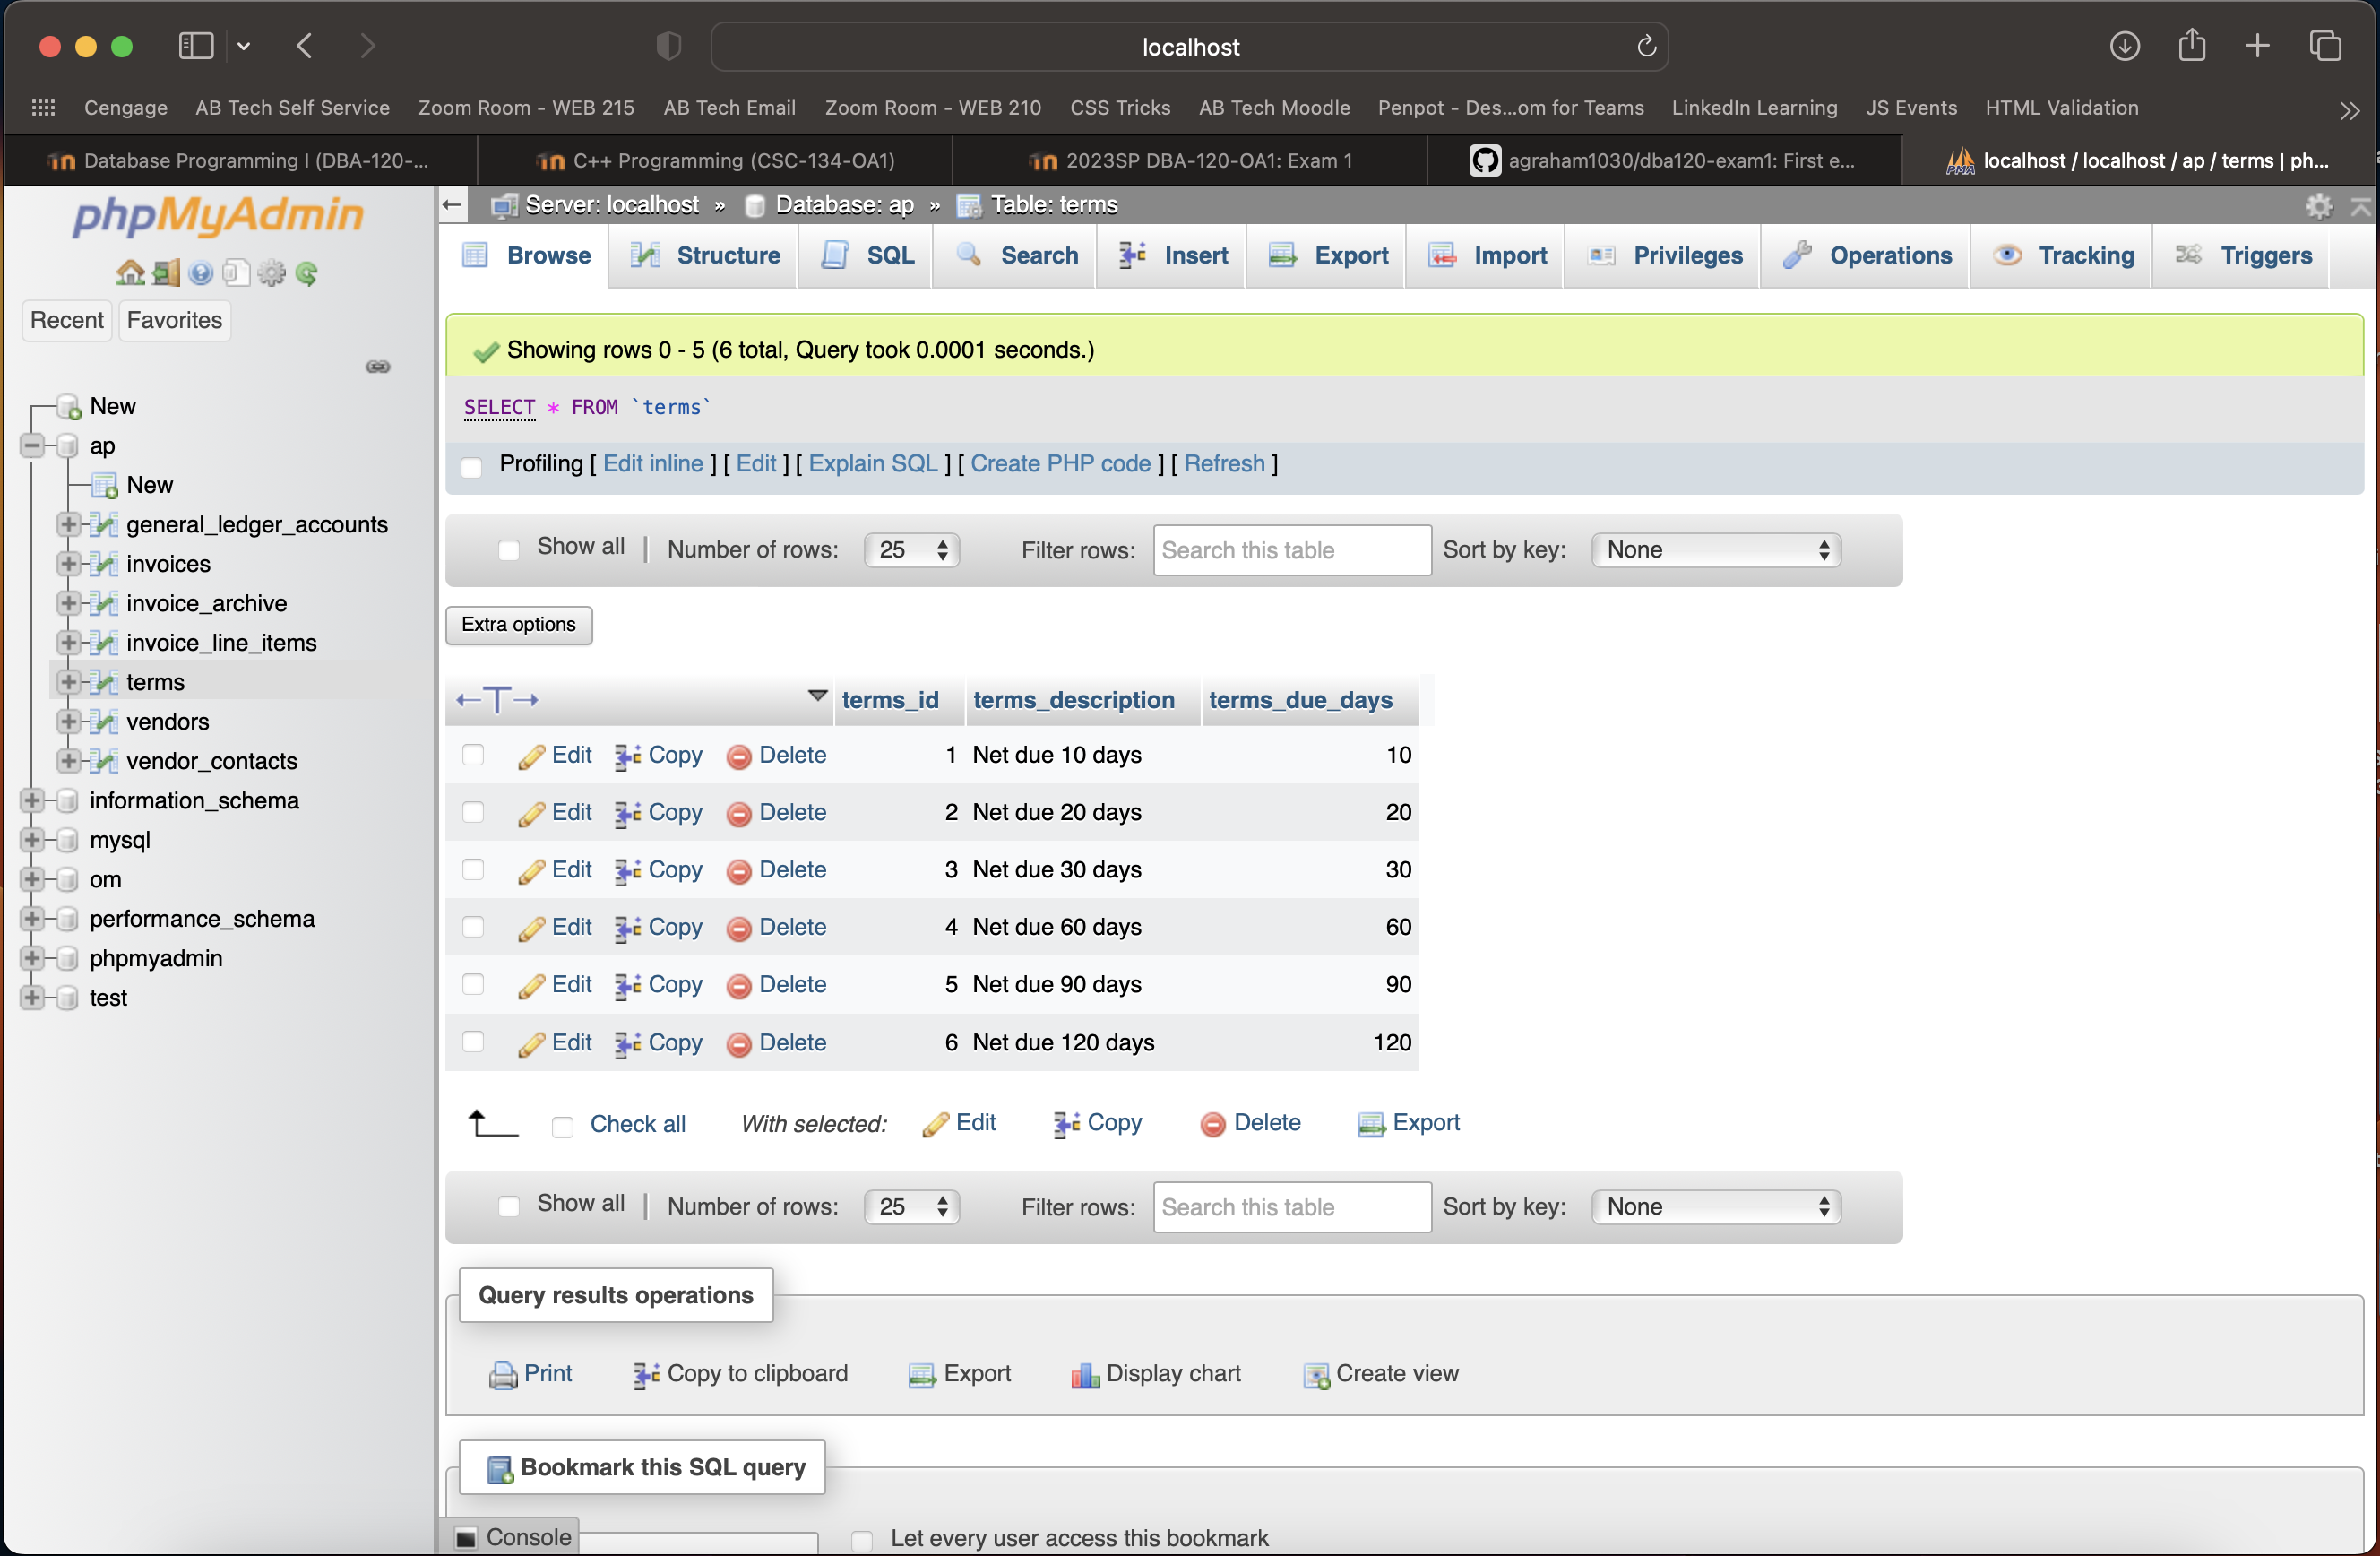 localhost
Cengage AB Tech Self Service Zoom Room - WEB 215 AB Tech Email Zoom Room - WEB 210 CSS Tricks AB Tech Moodle Penpot - Des...om for Teams LinkedIn Learning JS Events HTML Validation
Database Programming I (DBA-120-... C++ Programming (CSC-134-OA1) 2023SP DBA-120-OA1: Exam 1 agraham1030/dba120-exam1: First e... localhost / localhost / ap / terms | ph...
phpMyAdmin
Recent Favorites
New
ap
New
general_ledger_accounts
invoices
invoice_archive
invoice_line_items
terms
vendors
vendor_contacts
information_schema
mysql
om
performance_schema
phpmyadmin
test
Server: localhost » Database: ap » Table: terms
Browse Structure SQL Search Insert Export Import Privileges Operations Tracking Triggers
Showing rows 0 - 5 (6 total, Query took 0.0001 seconds.)
SELECT * FROM `terms`
Profiling [ Edit inline ] [ Edit ] [ Explain SQL ] [ Create PHP code ] [ Refresh ]
Show all | Number of rows: 25 Filter rows: Search this table Sort by key: None
Extra options
←T→ terms_id terms_description terms_due_days
Edit Copy Delete 1 Net due 10 days 10
Edit Copy Delete 2 Net due 20 days 20
Edit Copy Delete 3 Net due 30 days 30
Edit Copy Delete 4 Net due 60 days 60
Edit Copy Delete 5 Net due 90 days 90
Edit Copy Delete 6 Net due 120 days 120
Check all With selected: Edit Copy Delete Export
Show all | Number of rows: 25 Filter rows: Search this table Sort by key: None
Query results operations
Print Copy to clipboard Export Display chart Create view
Bookmark this SQL query
Console Let every user access this bookmark